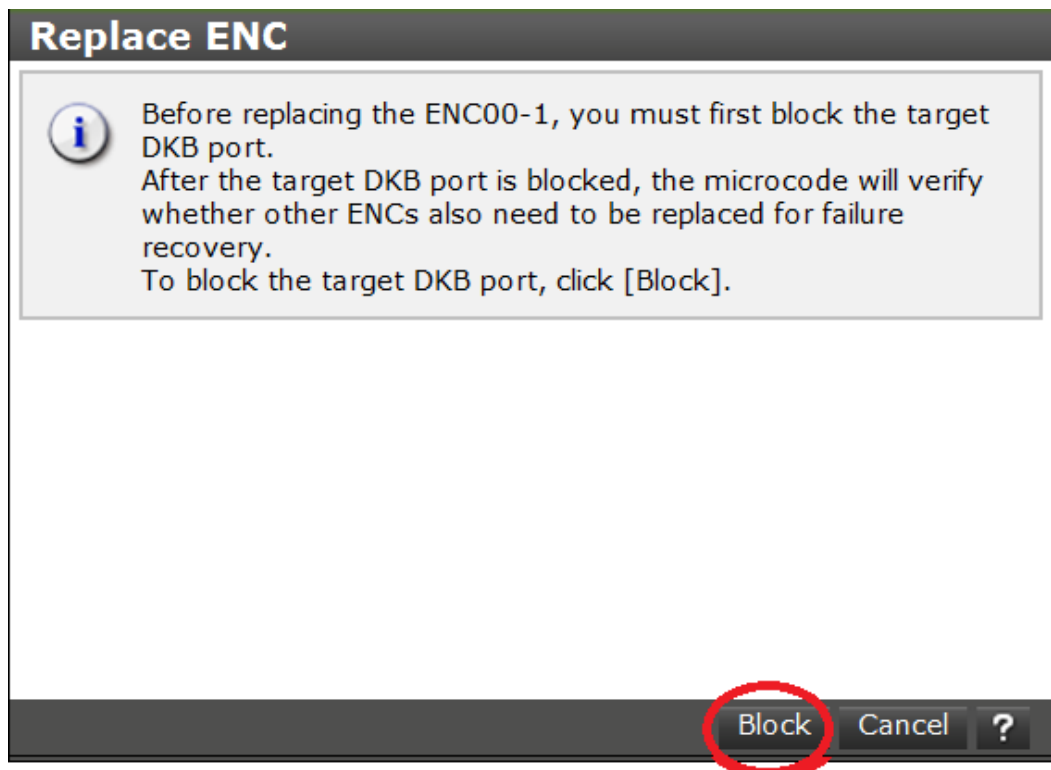 Replace ENC
i
Before replacing the ENC00-1, you must first block the target
DKB port.
After the target DKB port is blocked, the microcode will verify
whether other ENCs also need to be replaced for failure
recovery.
To block the target DKB port, click [Block].
Block Cancel ?